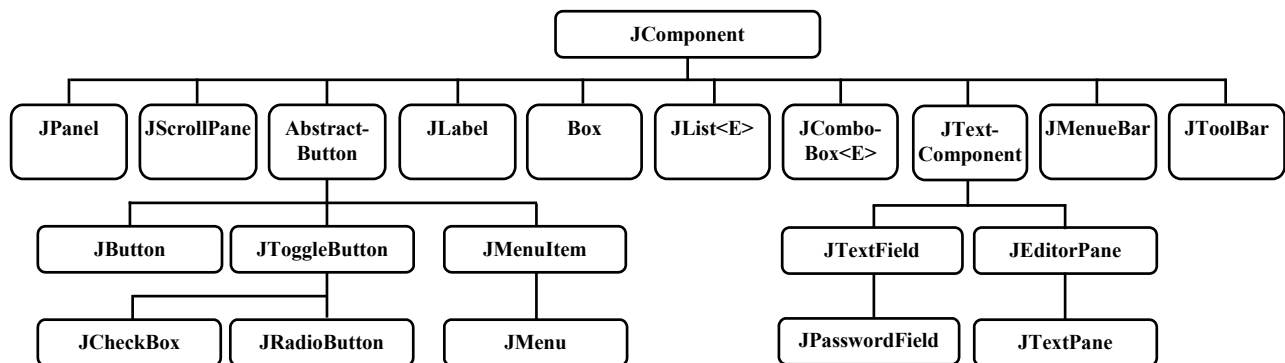 JComponent
JPanel
JScrollPane
Abstract-
Button
JLabel
Box
JList<E>
JCombo-
Box<E>
JText-
Component
JMenueBar
JToolBar
JButton
JToggleButton
JMenuItem
JTextField
JEditorPane
JCheckBox
JRadioButton
JMenu
JPasswordField
JTextPane